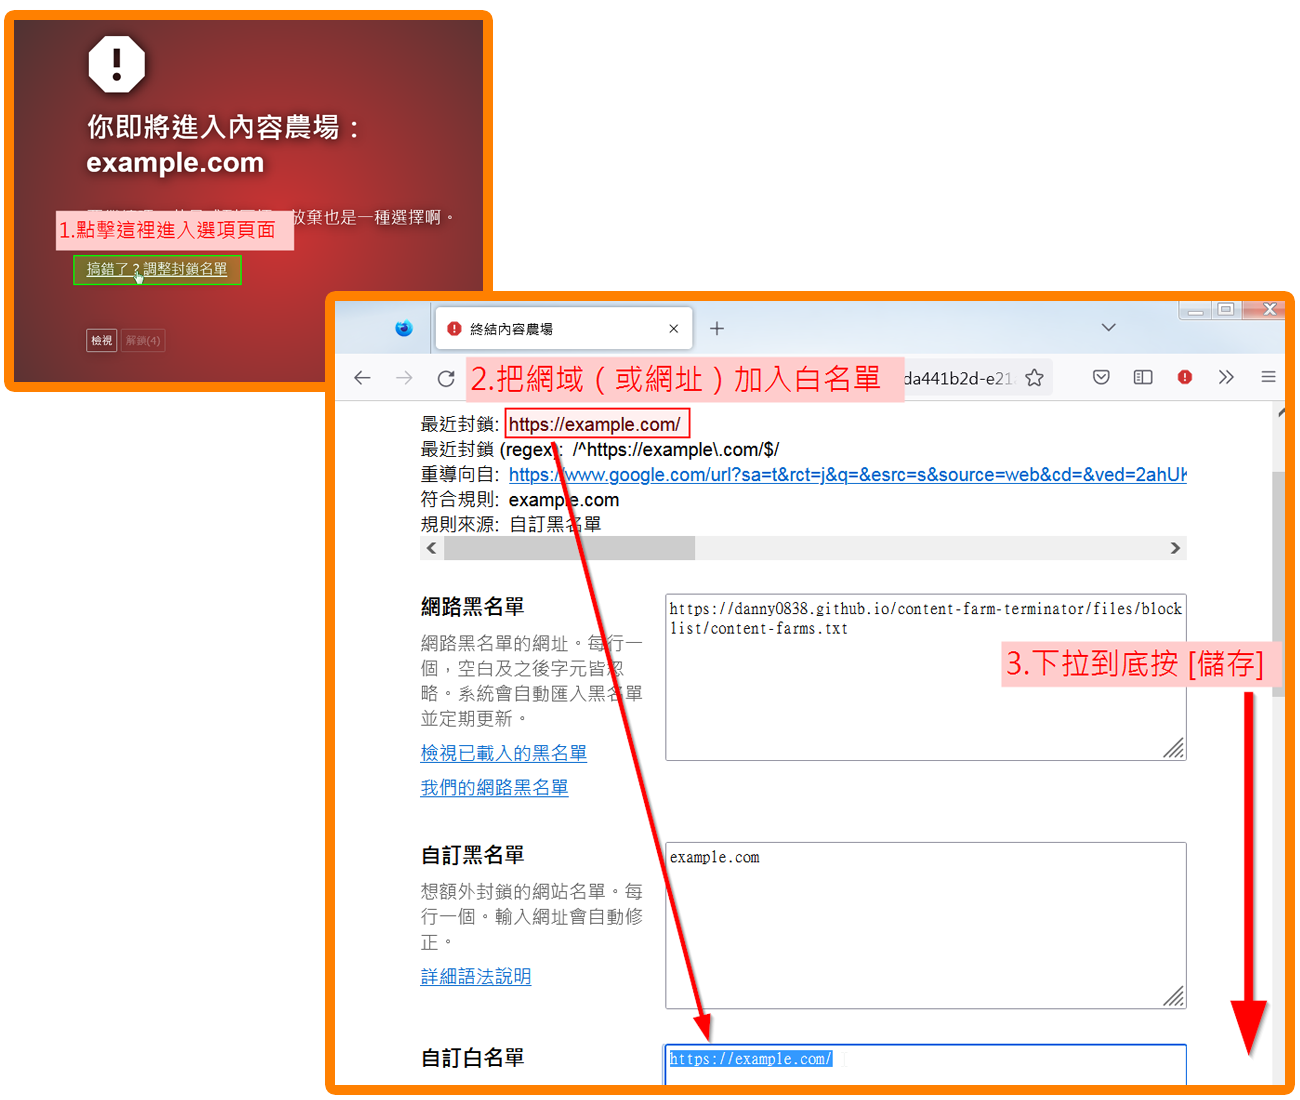 你即將進入內容農場：
example.com
放棄也是一種選擇啊。
1.點擊這裡進入選項頁面
搞錯了？調整封鎖名單
檢視 解鎖(4)
終結內容農場
2.把網域（或網址）加入白名單
da441b2d-e21
最近封鎖: https://example.com/
最近封鎖 (regex): /^https://example\.com/$/
重導向自: https://www.google.com/url?sa=t&rct=j&q=&esrc=s&source=web&cd=&ved=2ahUK
符合規則: example.com
規則來源: 自訂黑名單
網路黑名單
網路黑名單的網址。每行一
個，空白及之後字元皆忽
略。系統會自動匯入黑名單
並定期更新。
檢視已載入的黑名單
我們的網路黑名單
https://danny0838.github.io/content-farm-terminator/files/block
list/content-farms.txt
3.下拉到底按 [儲存]
自訂黑名單
想額外封鎖的網站名單。每
行一個。輸入網址會自動修
正。
詳細語法說明
example.com
自訂白名單
https://example.com/